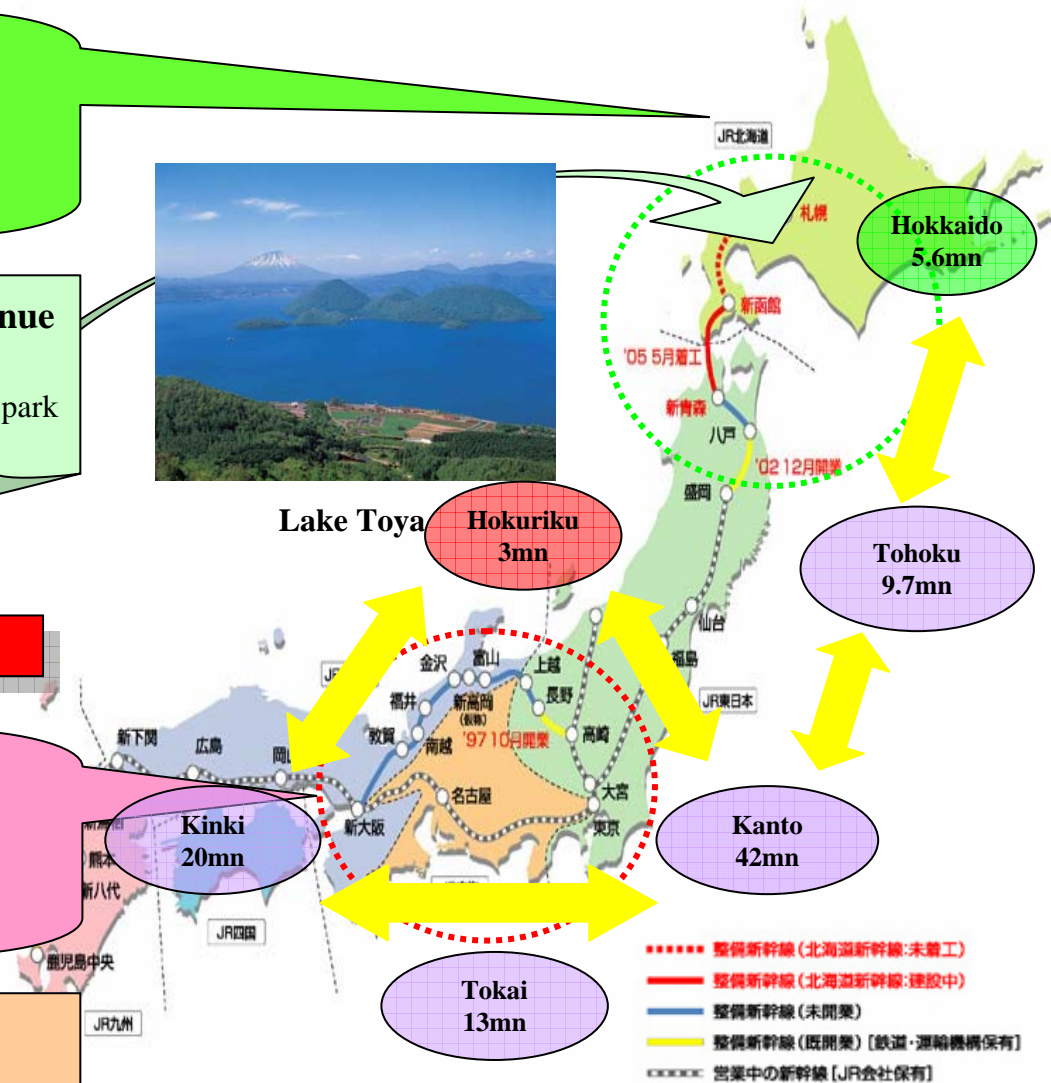 JR北海道
札幌
Hokkaido
5.6mn
新函館
nue
park
'05 5月着工
新青森
八戸
'02 12月開業
盛岡
Lake Toya
Hokuriku
3mn
Tohoku
9.7mn
仙台
福島
JR東日本
金沢
富山
上越
長野
新高岡
(仮称)
福井
'97 10月開業
高崎
敦賀
南越
新下関
広島
岡山
大宮
東京
名古屋
新大阪
Kinki
20mn
Kanto
42mn
熊本
新八代
JR四国
鹿児島中央
JR九州
Tokai
13mn
整備新幹線(北海道新幹線:未着工)
整備新幹線(北海道新幹線:建設中)
整備新幹線(未開業)
整備新幹線(既開業)[鉄道・運輸機構保有]
営業中の新幹線[JR会社保有]